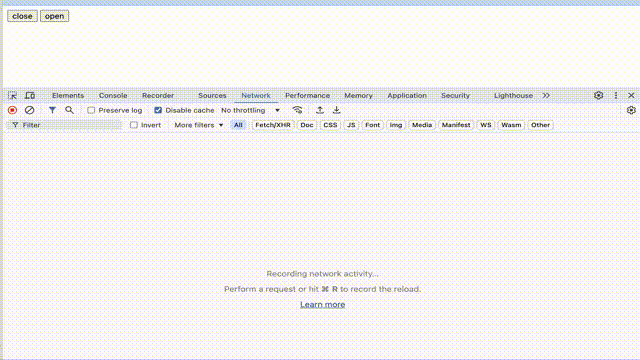 close open
Elements Console Recorder Sources Network Performance Memory Application Security Lighthouse
Preserve log Disable cache No throttling
Filter Invert More filters All Fetch/XHR Doc CSS JS Font Img Media Manifest WS Wasm Other
Recording network activity...
Perform a request or hit ⌘ R to record the reload.
Learn more